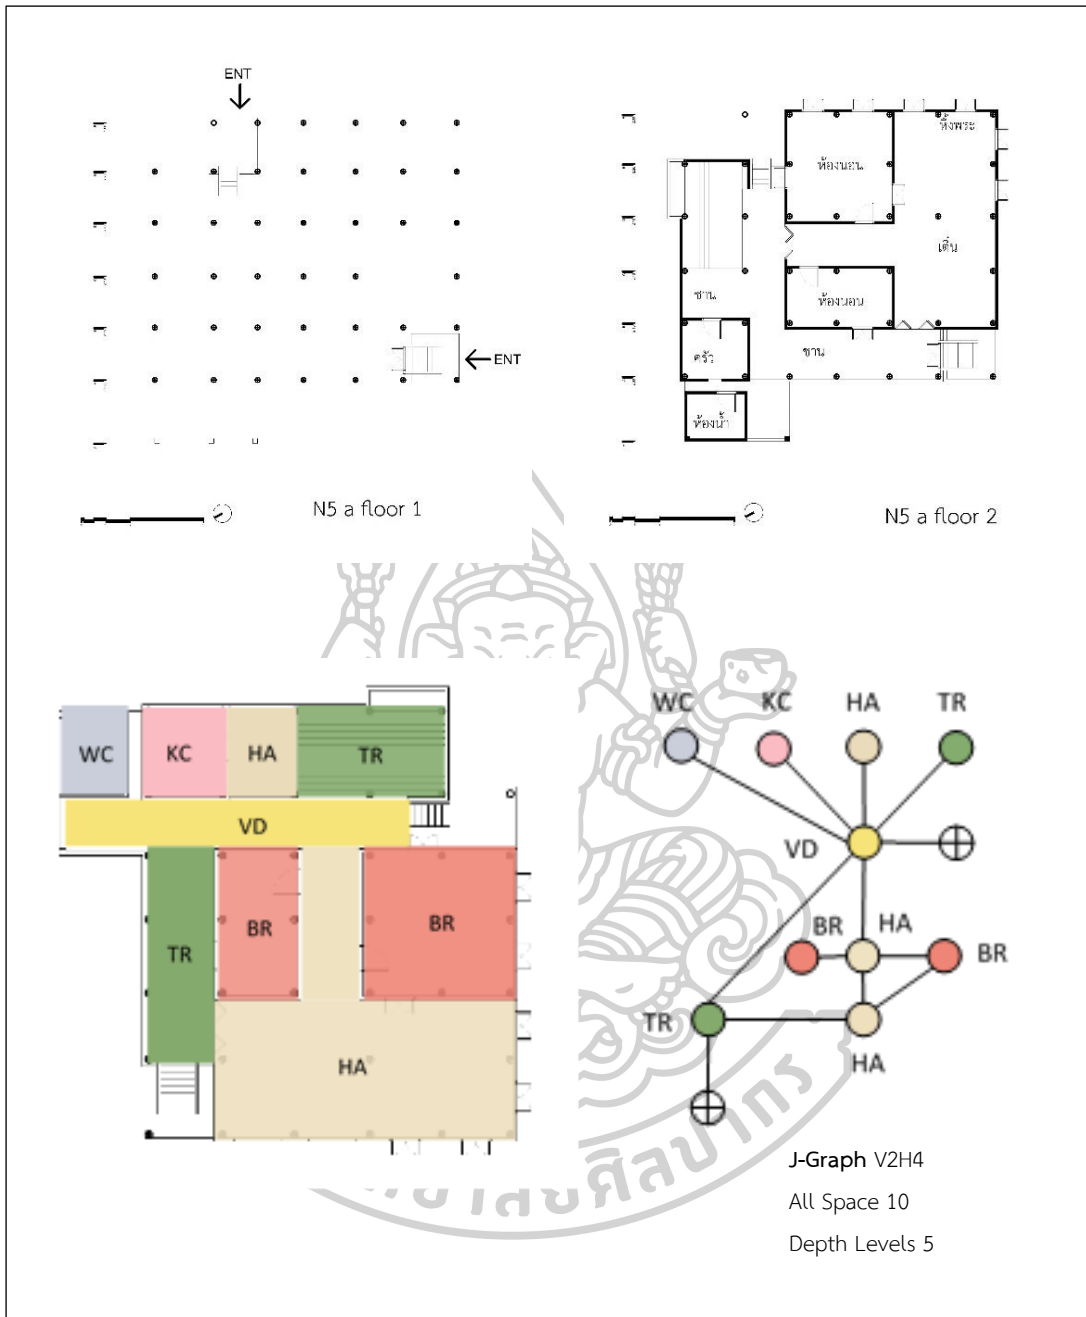 ENT
ENT
N5 a floor 1
ห้องนอน
หิ้งพระ
เติ๋น
ชาน
ห้องนอน
ครัว
ชาน
ห้องน้ำ
N5 a floor 2
WC
KC
HA
TR
VD
TR
BR
BR
HA
WC
KC
HA
TR
VD
BR
HA
BR
TR
HA
J-Graph V2H4
All Space 10
Depth Levels 5